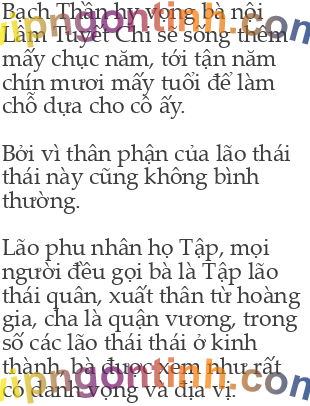 Bạch Thần hy vọng bà nội
Lâm Tuyết Chi sẽ sống thêm
mấy chục năm, tới tận năm
chín mươi mấy tuổi để làm
chỗ dựa cho cô ấy.

Bởi vì thân phận của lão thái
thái này cũng không bình
thường.

Lão phu nhân họ Tập, mọi
người đều gọi bà là Tập lão
thái quân, xuất thân từ hoàng
gia, cha là quận vương, trong
số các lão thái thái ở kinh
thành, bà được xem như rất
có danh vọng và địa vị.
vipngontinh.com
vipngontinh.com